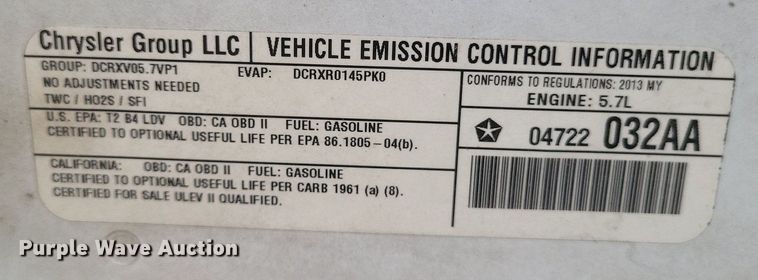 Chrysler Group LLC
VEHICLE EMISSION CONTROL INFORMATION
GROUP: DCRXV05.7VP1
EVAP: DCRXR0145PK0
NO ADJUSTMENTS NEEDED
TWC / HO2S / SFI
CONFORMS TO REGULATIONS: 2013 MY
ENGINE: 5.7L
U.S. EPA: T2 B4 LDV OBD: CA OBD II FUEL: GASOLINE
CERTIFIED TO OPTIONAL USEFUL LIFE PER EPA 86.1805-04(b).
04722 032AA
CALIFORNIA: OBD: CA OBD II FUEL: GASOLINE
CERTIFIED TO OPTIONAL USEFUL LIFE PER CARB 1961 (a) (8).
CERTIFIED FOR SALE ULEV II QUALIFIED.
Purple Wave Auction